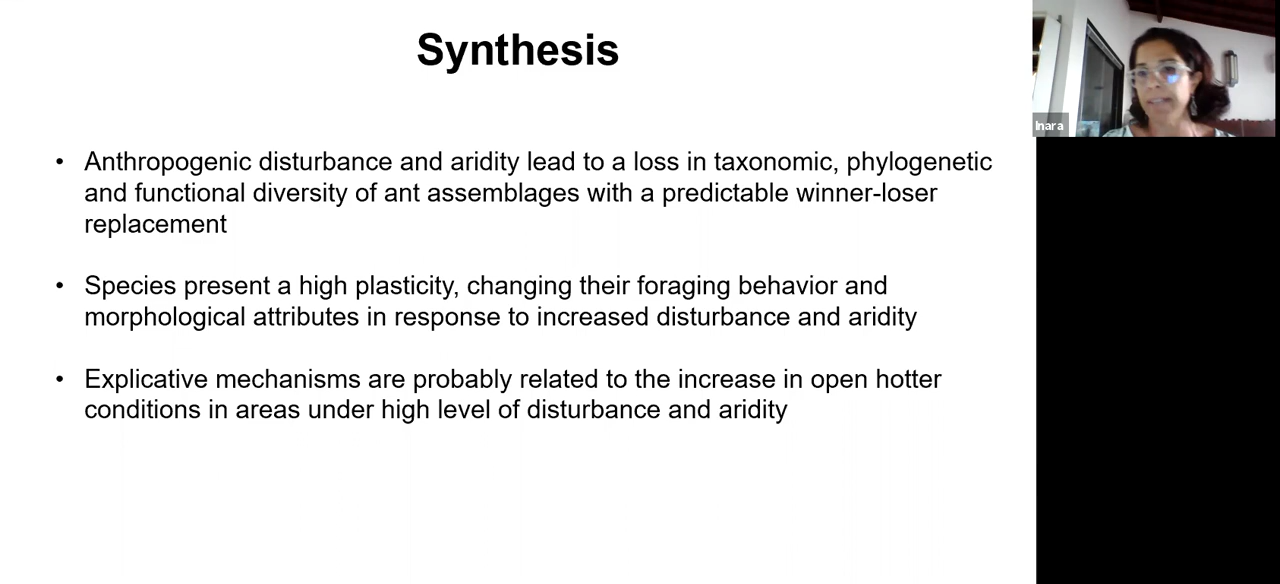 Synthesis
• Anthropogenic disturbance and aridity lead to a loss in taxonomic, phylogenetic
and functional diversity of ant assemblages with a predictable winner-loser
replacement
• Species present a high plasticity, changing their foraging behavior and
morphological attributes in response to increased disturbance and aridity
• Explicative mechanisms are probably related to the increase in open hotter
conditions in areas under high level of disturbance and aridity
Inara